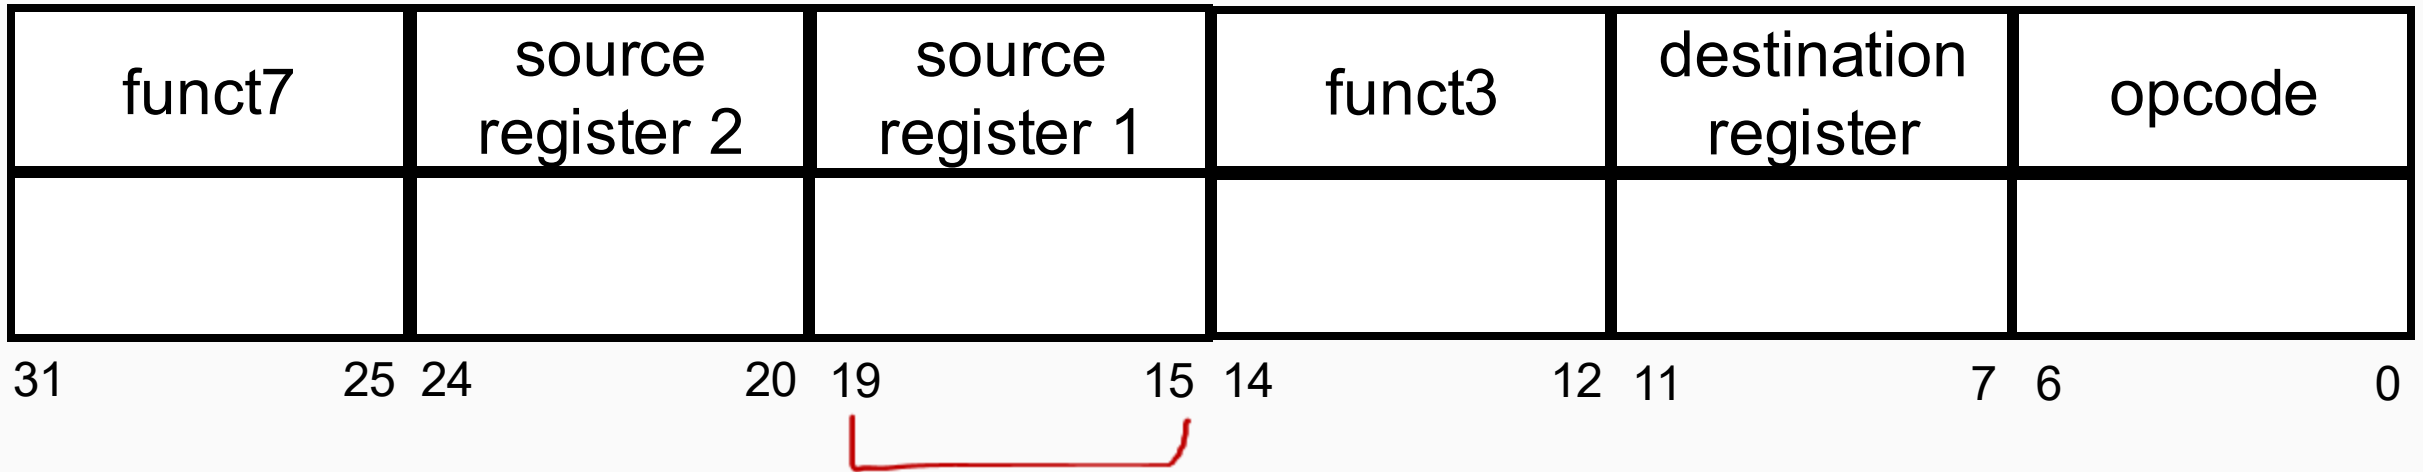 funct7 source register 2 source register 1 funct3 destination register opcode
31 25 24 20 19 15 14 12 11 7 6 0